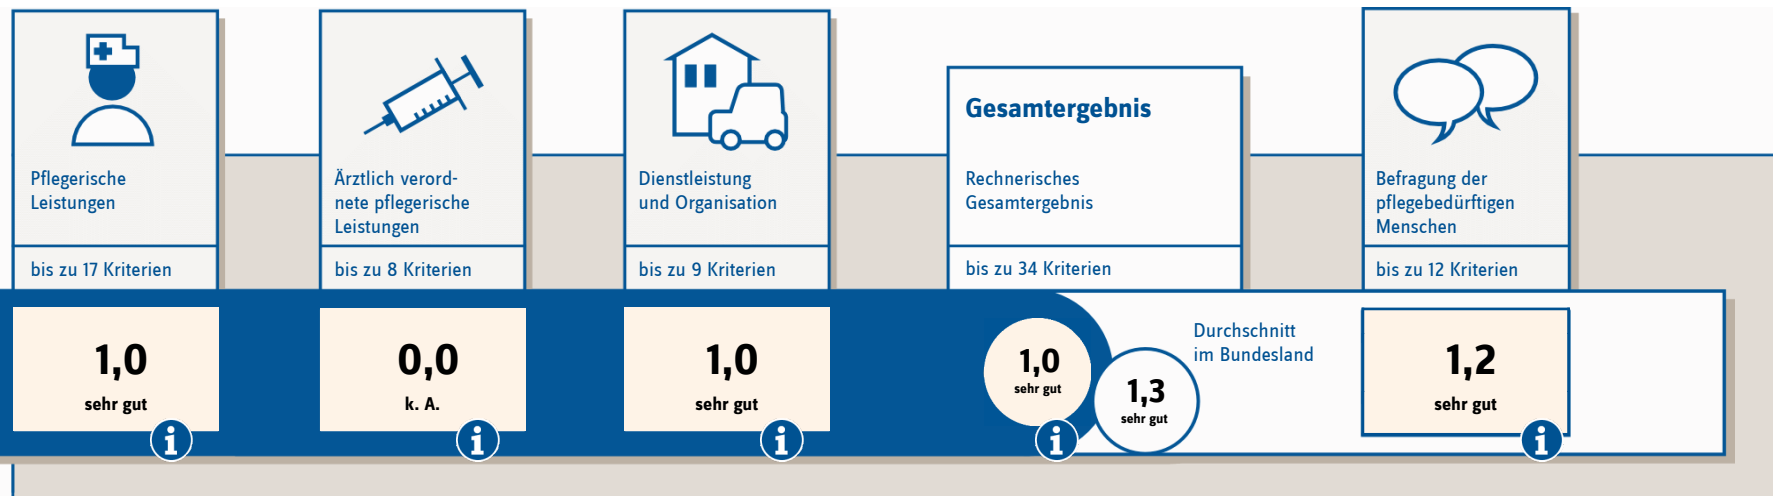 Pflegerische
Leistungen
bis zu 17 Kriterien
1,0
sehr gut
i
Ärztlich verord-
nete pflegerische
Leistungen
bis zu 8 Kriterien
0,0
k. A.
i
Dienstleistung
und Organisation
bis zu 9 Kriterien
1,0
sehr gut
i
Gesamtergebnis
Rechnerisches
Gesamtergebnis
bis zu 34 Kriterien
1,0
sehr gut
i
1,3
sehr gut
Durchschnitt
im Bundesland
Befragung der
pflegebedürftigen
Menschen
bis zu 12 Kriterien
1,2
sehr gut
i